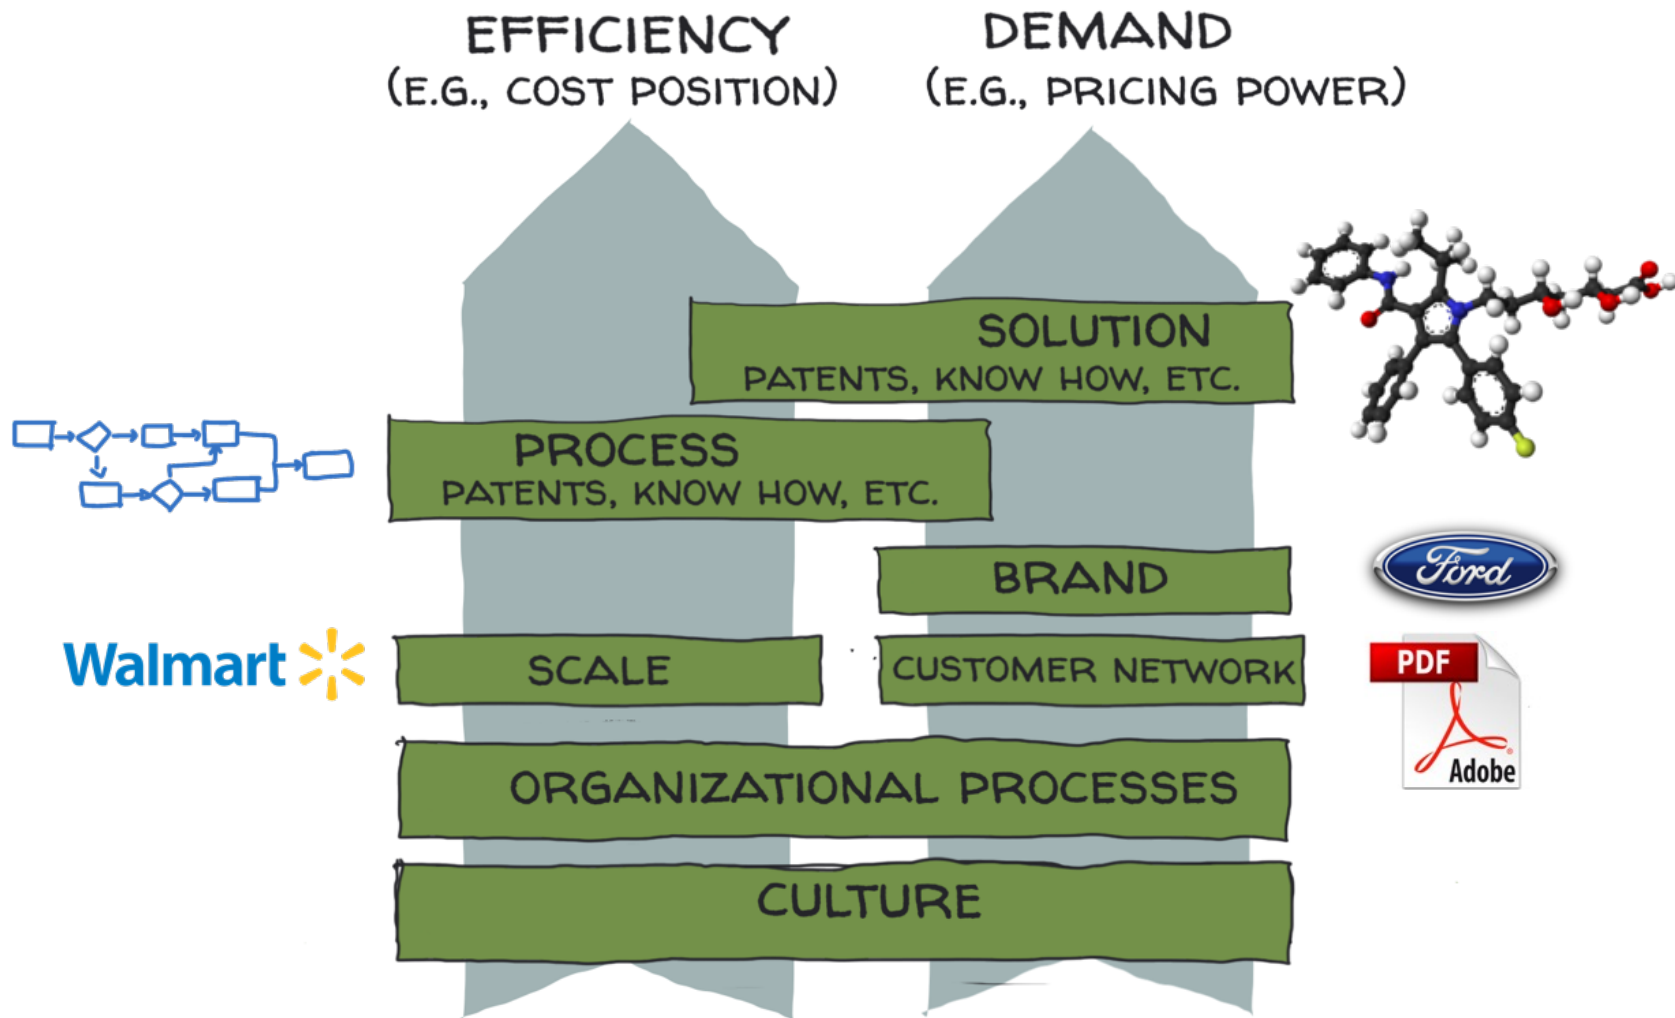 EFFICIENCY
(E.G., COST POSITION)
DEMAND
(E.G., PRICING POWER)
SOLUTION
PATENTS, KNOW HOW, ETC.
PROCESS
PATENTS, KNOW HOW, ETC.
BRAND
Ford
Walmart
SCALE
CUSTOMER NETWORK
PDF
Adobe
ORGANIZATIONAL PROCESSES
CULTURE